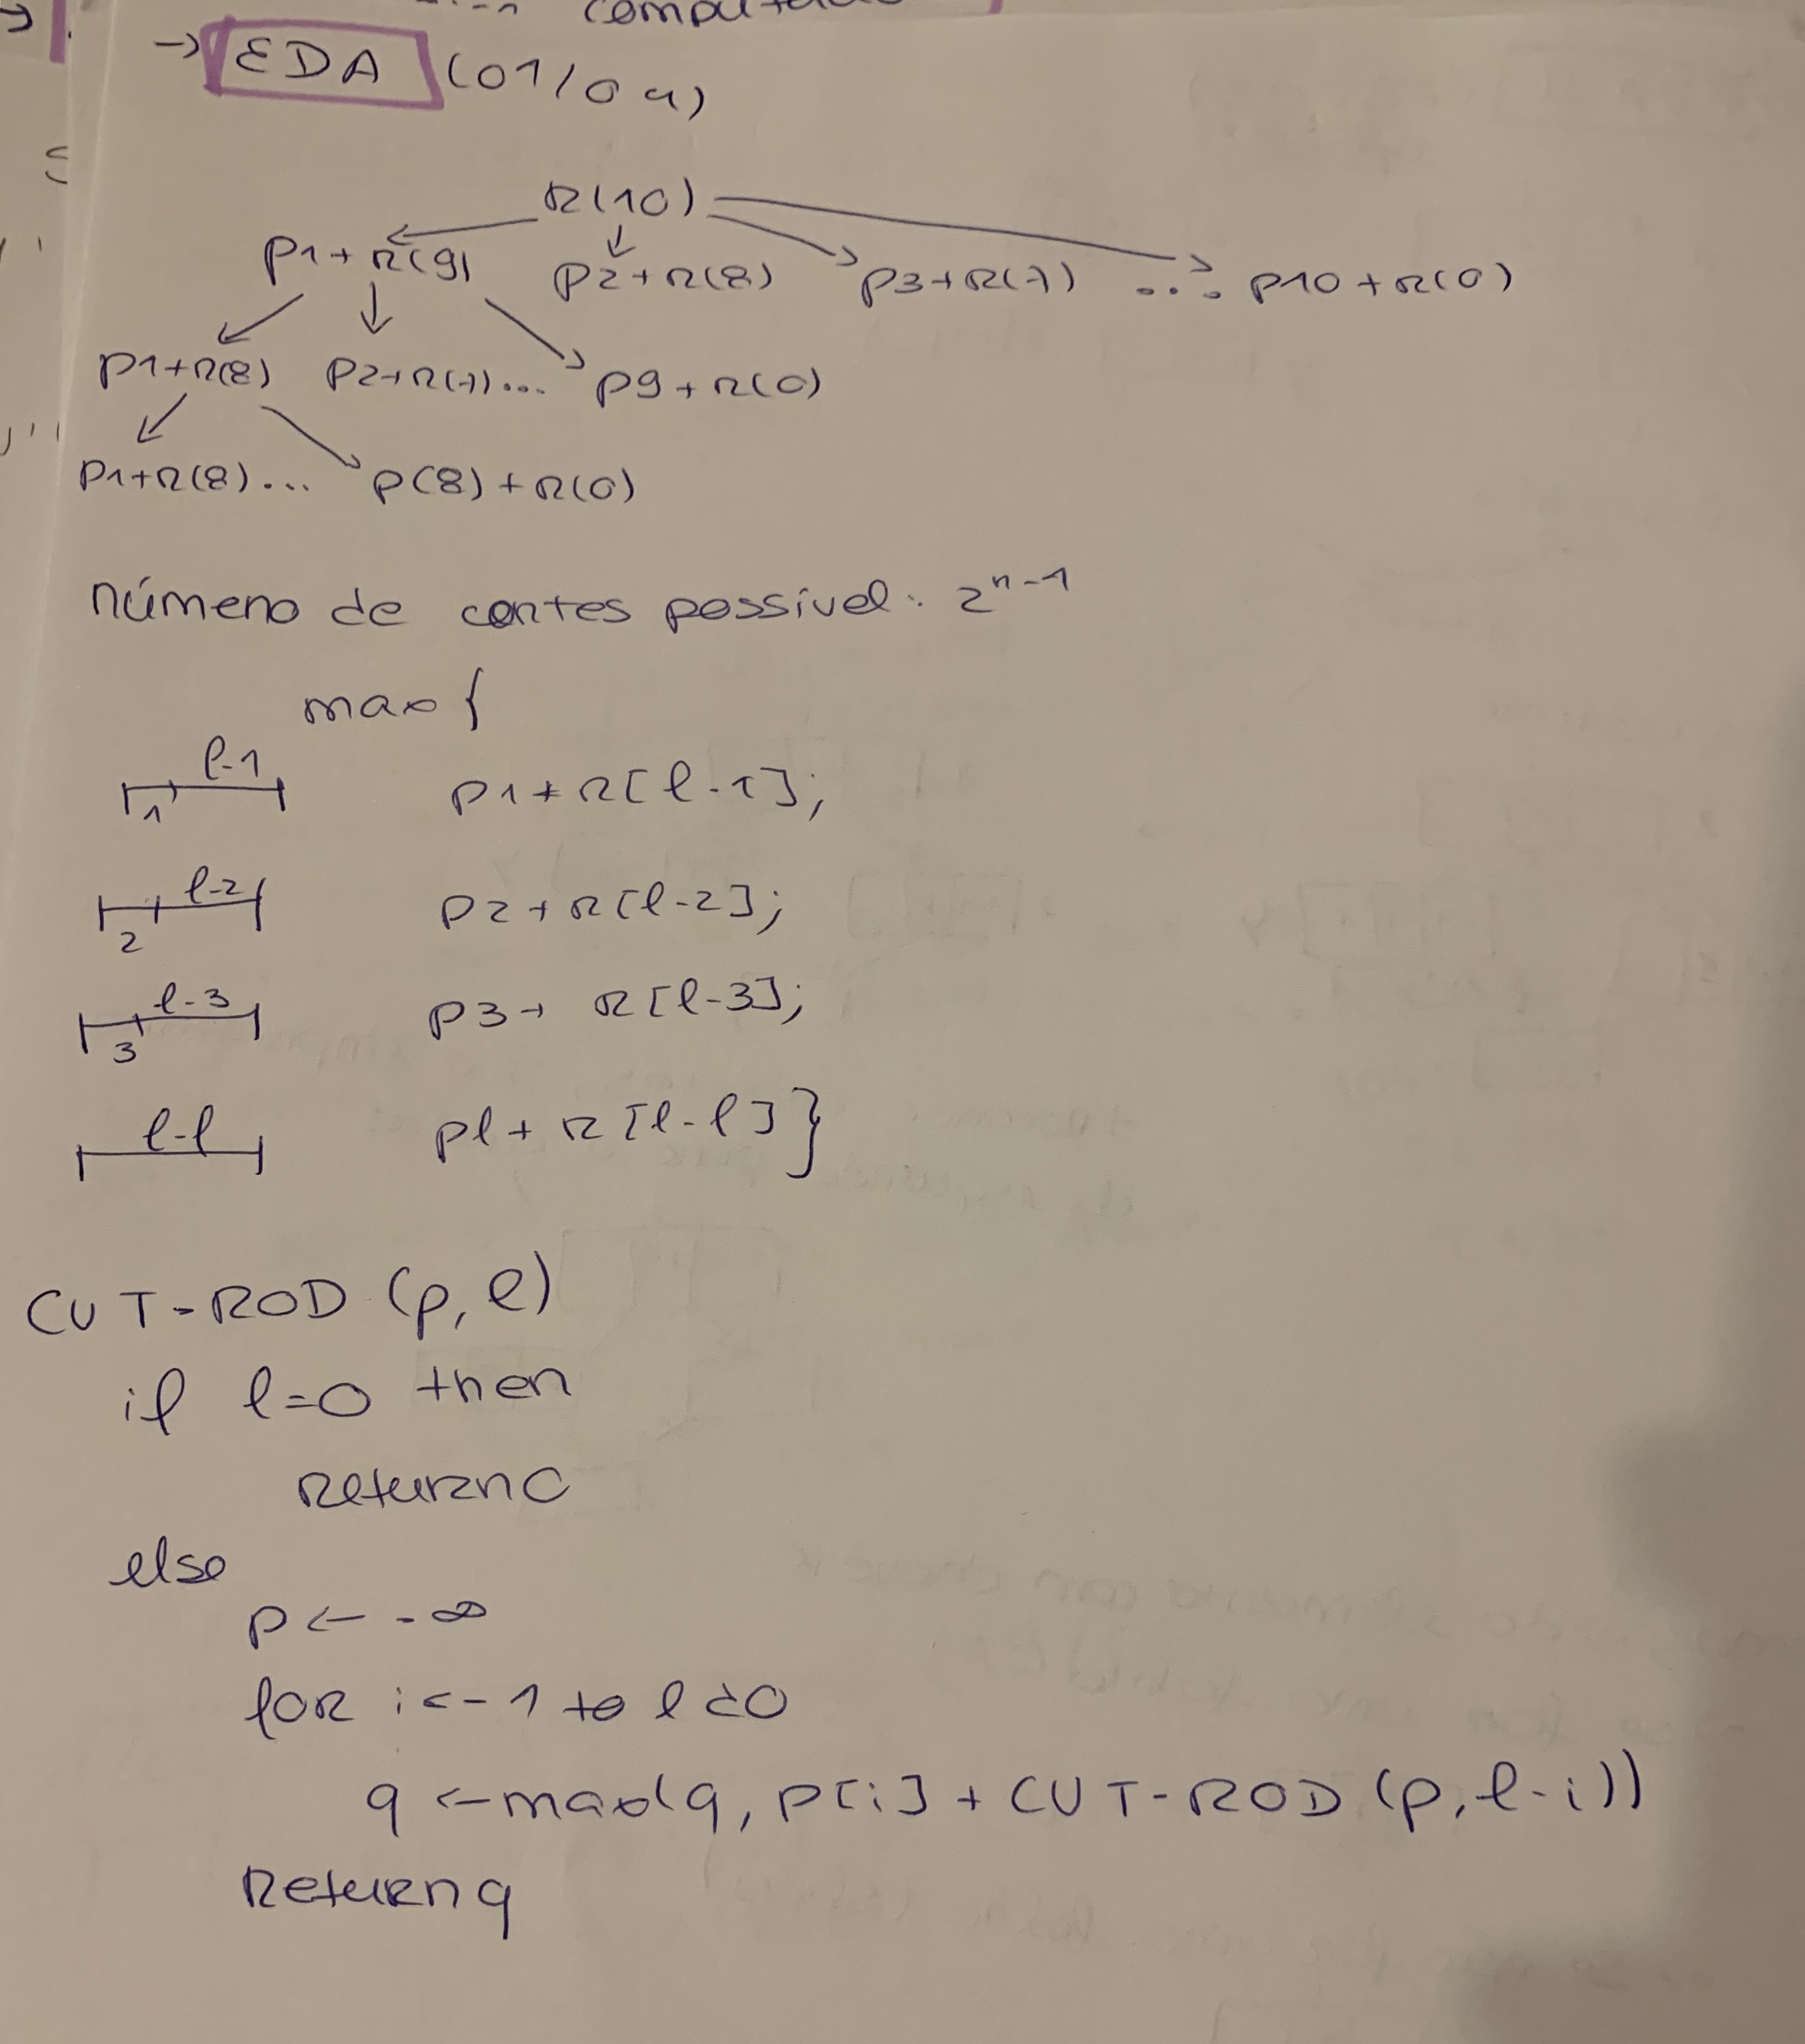 → EDA (01/04)
r(10)
p1+r(9) p2+r(8) p3+r(7) ... p10+r(0)
p1+r(8) p2+r(7)... p9+r(0)
p1+r(8)... p(8)+r(0)
número de cortes possível: 2^n-1
max {
l-1
1 p1+r[l-1];
l-2
2 p2+r[l-2];
l-3
3 p3+ r[l-3];
l-l pl+r[l-l]}
CUT-ROD (p,l)
if l=0 then
return 0
else
p ← -∞
for i ← 1 to l do
q ← max(q, p[i] + CUT-ROD (p,l-i))
Return q